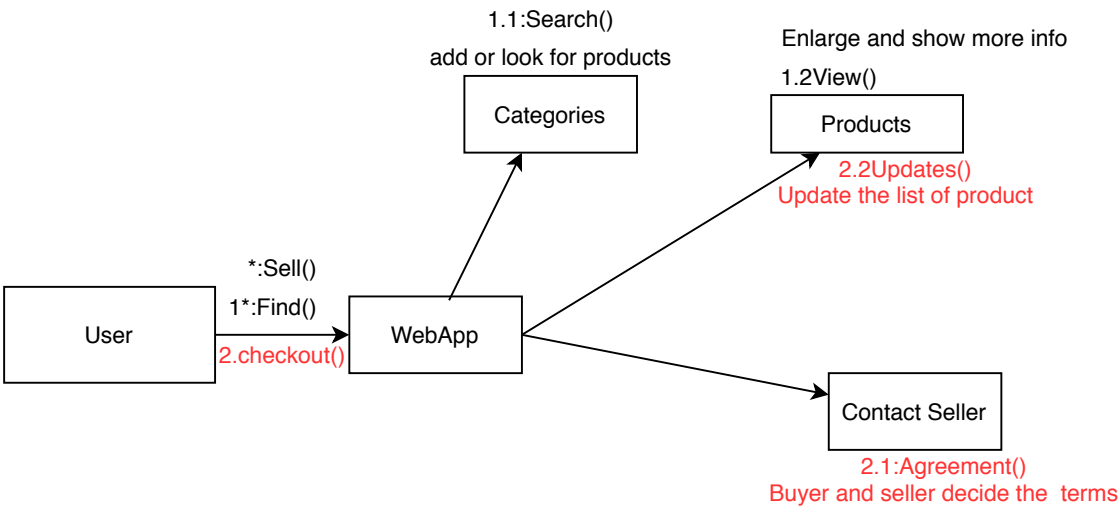 1.1:Search()
add or look for products
Categories
Enlarge and show more info
1.2View()
Products
2.2Updates()
Update the list of product
*:Sell()
1*:Find()
User
2.checkout()
WebApp
Contact Seller
2.1:Agreement()
Buyer and seller decide the  terms